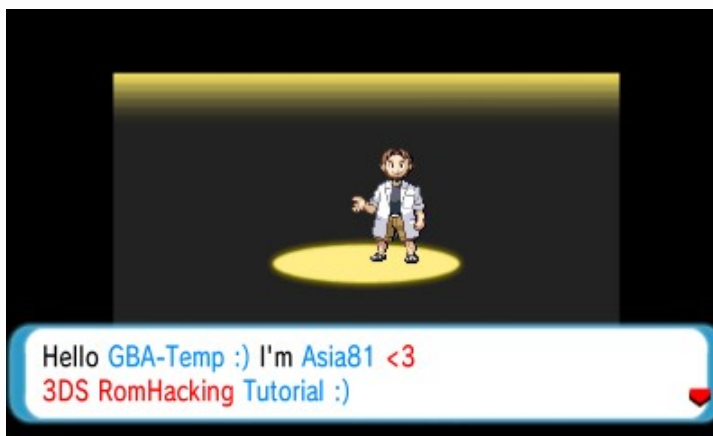 Hello GBA-Temp :) I'm Asia81 <3
3DS RomHacking Tutorial :)